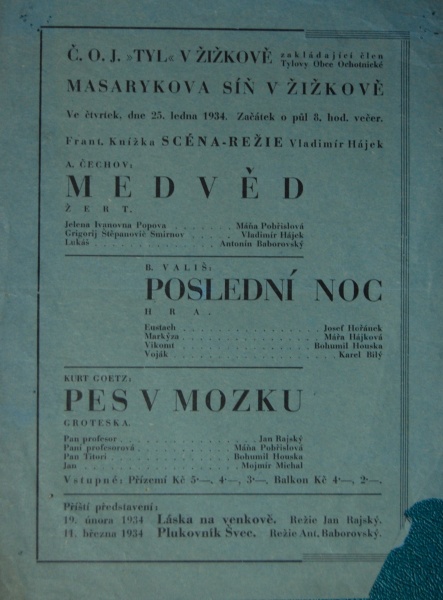 Č. O. J. »TYL« V ŽIŽKOVĚ zakládající člen Tylovy Obce Ochotnické
MASARYKOVA SÍŇ V ŽIŽKOVĚ
Ve čtvrtek, dne 25. ledna 1934. Začátek o půl 8. hod. večer.
Frant. Knížka SCÉNA-REŽIE Vladimír Hájek
A. ČECHOV:
MEDVĚD
ŽERT.
Jelena Ivanovna Popova . . . . . . Máňa Pobřislová
Grigorij Štěpanovič Smirnov . . . . . Vladimír Hájek
Lukáš . . . . . . . . . . . . Antonín Baborovský
B. VALIŠ:
POSLEDNÍ NOC
HRA.
Eustach . . . . . . . . . . . . Josef Heřánek
Markýza . . . . . . . . . . . . Mářa Hájková
Vikomt . . . . . . . . . . . . Bohumil Houska
Voják . . . . . . . . . . . . Karel Bílý
KURT GOETZ:
PES V MOZKU
GROTESKA.
Pan profesor . . . . . . . . . . . . Jan Rajský
Paní profesorová . . . . . . . . . Máňa Pobřislová
Pan Tittori . . . . . . . . . . . Bohumil Houska
Jan . . . . . . . . . . . . Mojmír Michal
Vstupné: Přízemí Kč 5·—, 4·—, 3·—. Balkon Kč 4·—, 2·—.
Příští představení:
19. února 1934 Láska na venkově. Režie Jan Rajský.
11. března 1934 Plukovník Švec. Režie Ant. Baborovský.